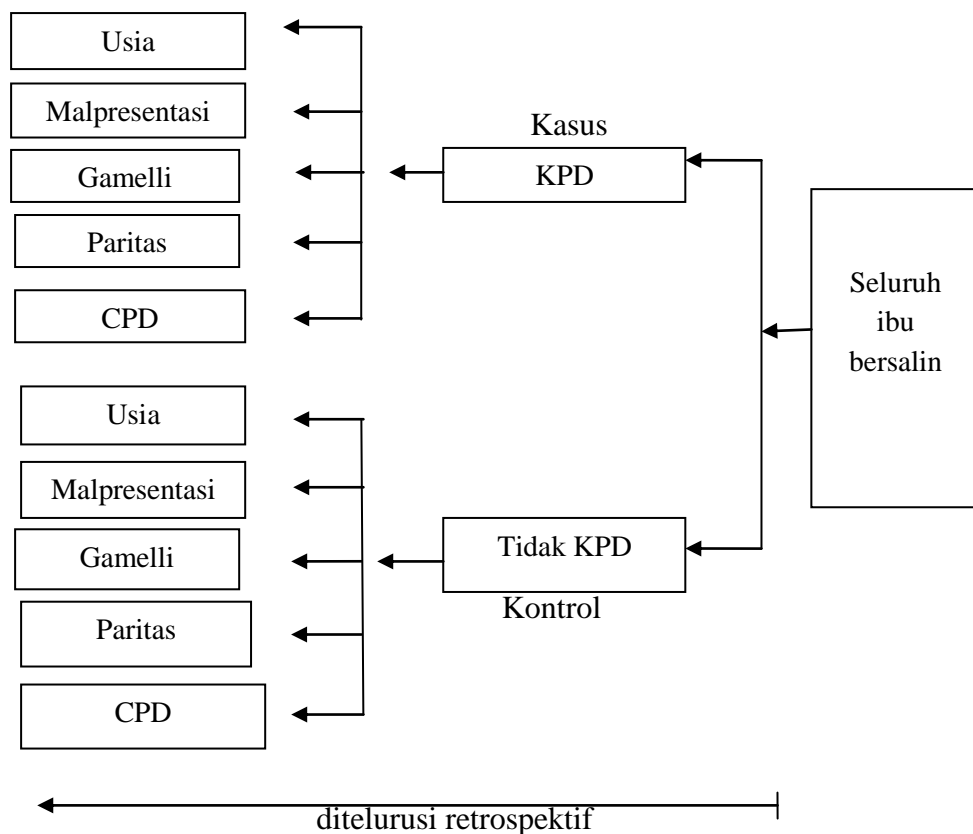 Usia
Malpresentasi
Gamelli
Paritas
CPD
Kasus
KPD
Seluruh
ibu
bersalin
Usia
Malpresentasi
Gamelli
Paritas
CPD
Tidak KPD
Kontrol
ditelurusi retrospektif